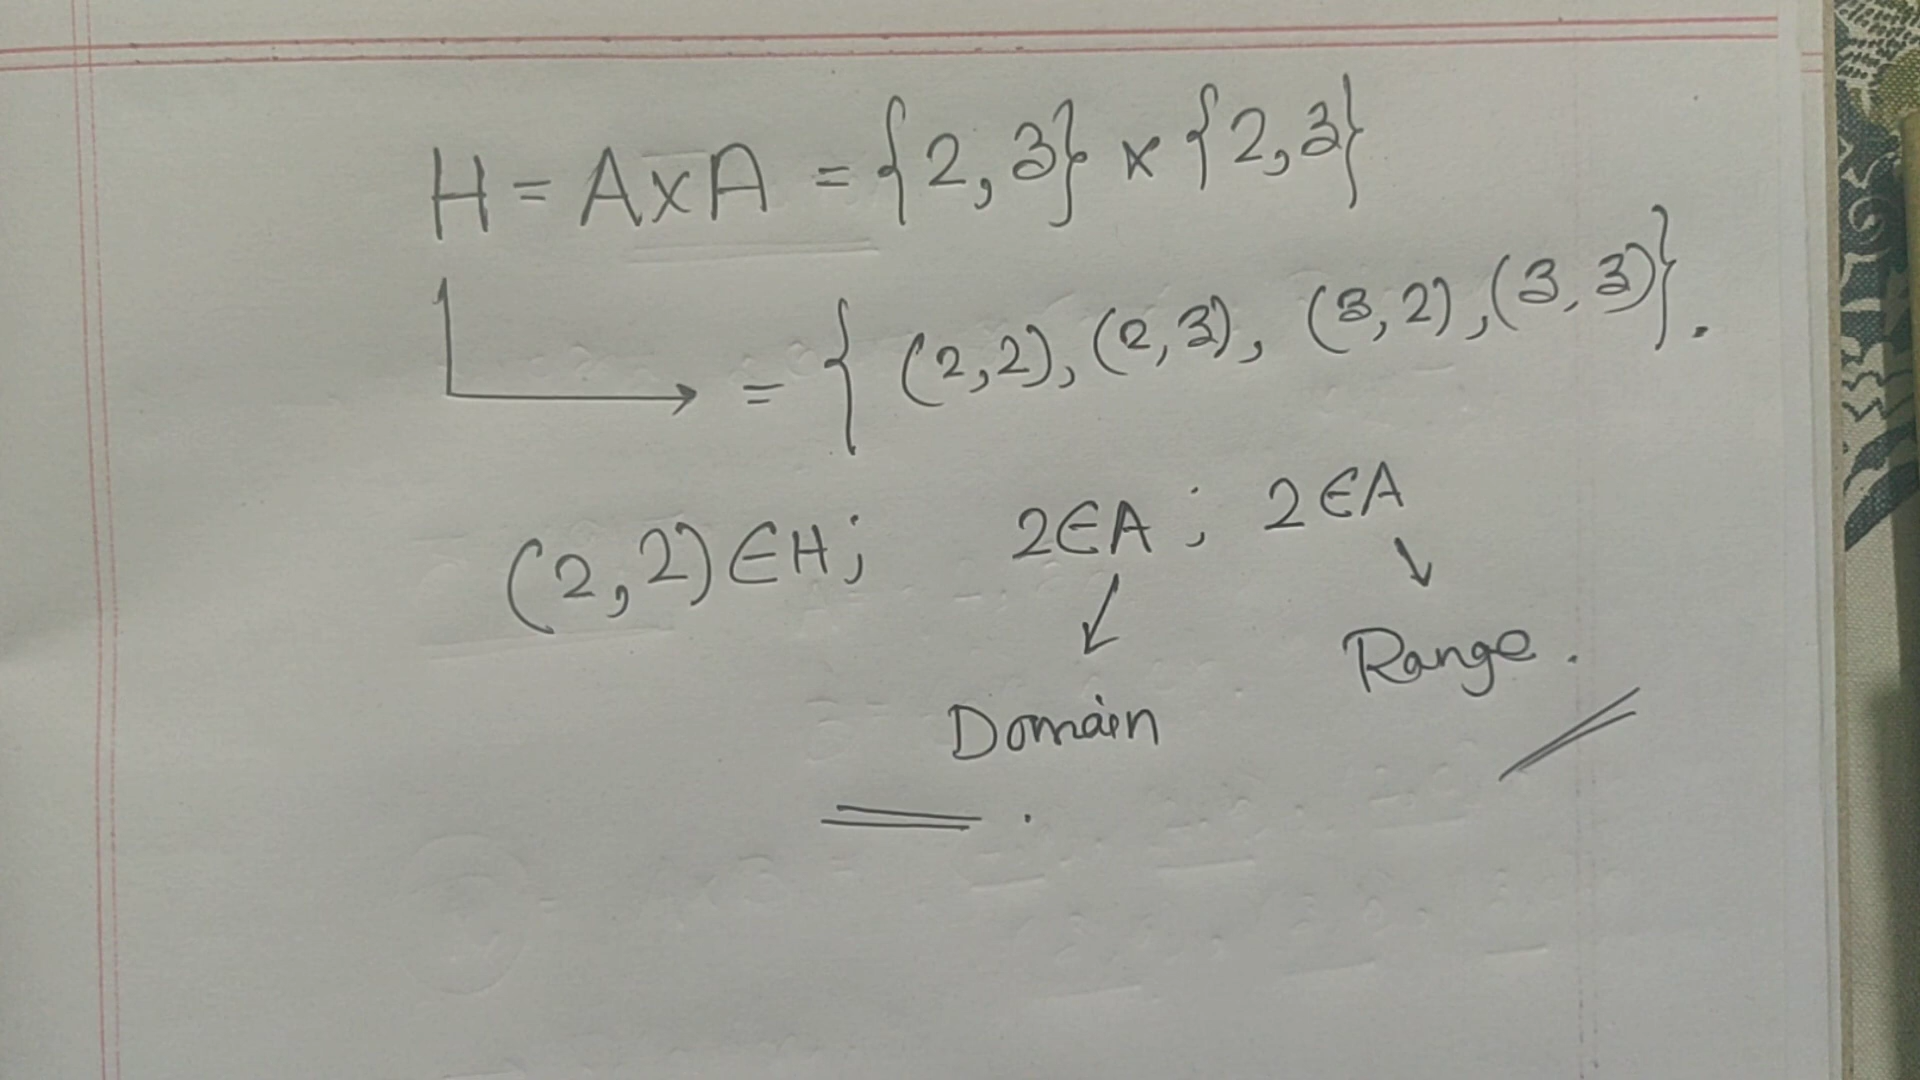 H = A×A = {2, 3} × {2, 3}
= { (2,2), (2,3), (3,2), (3,3)}.
(2,2) ∈ H; 2∈A ; 2∈A
Range.
Domain